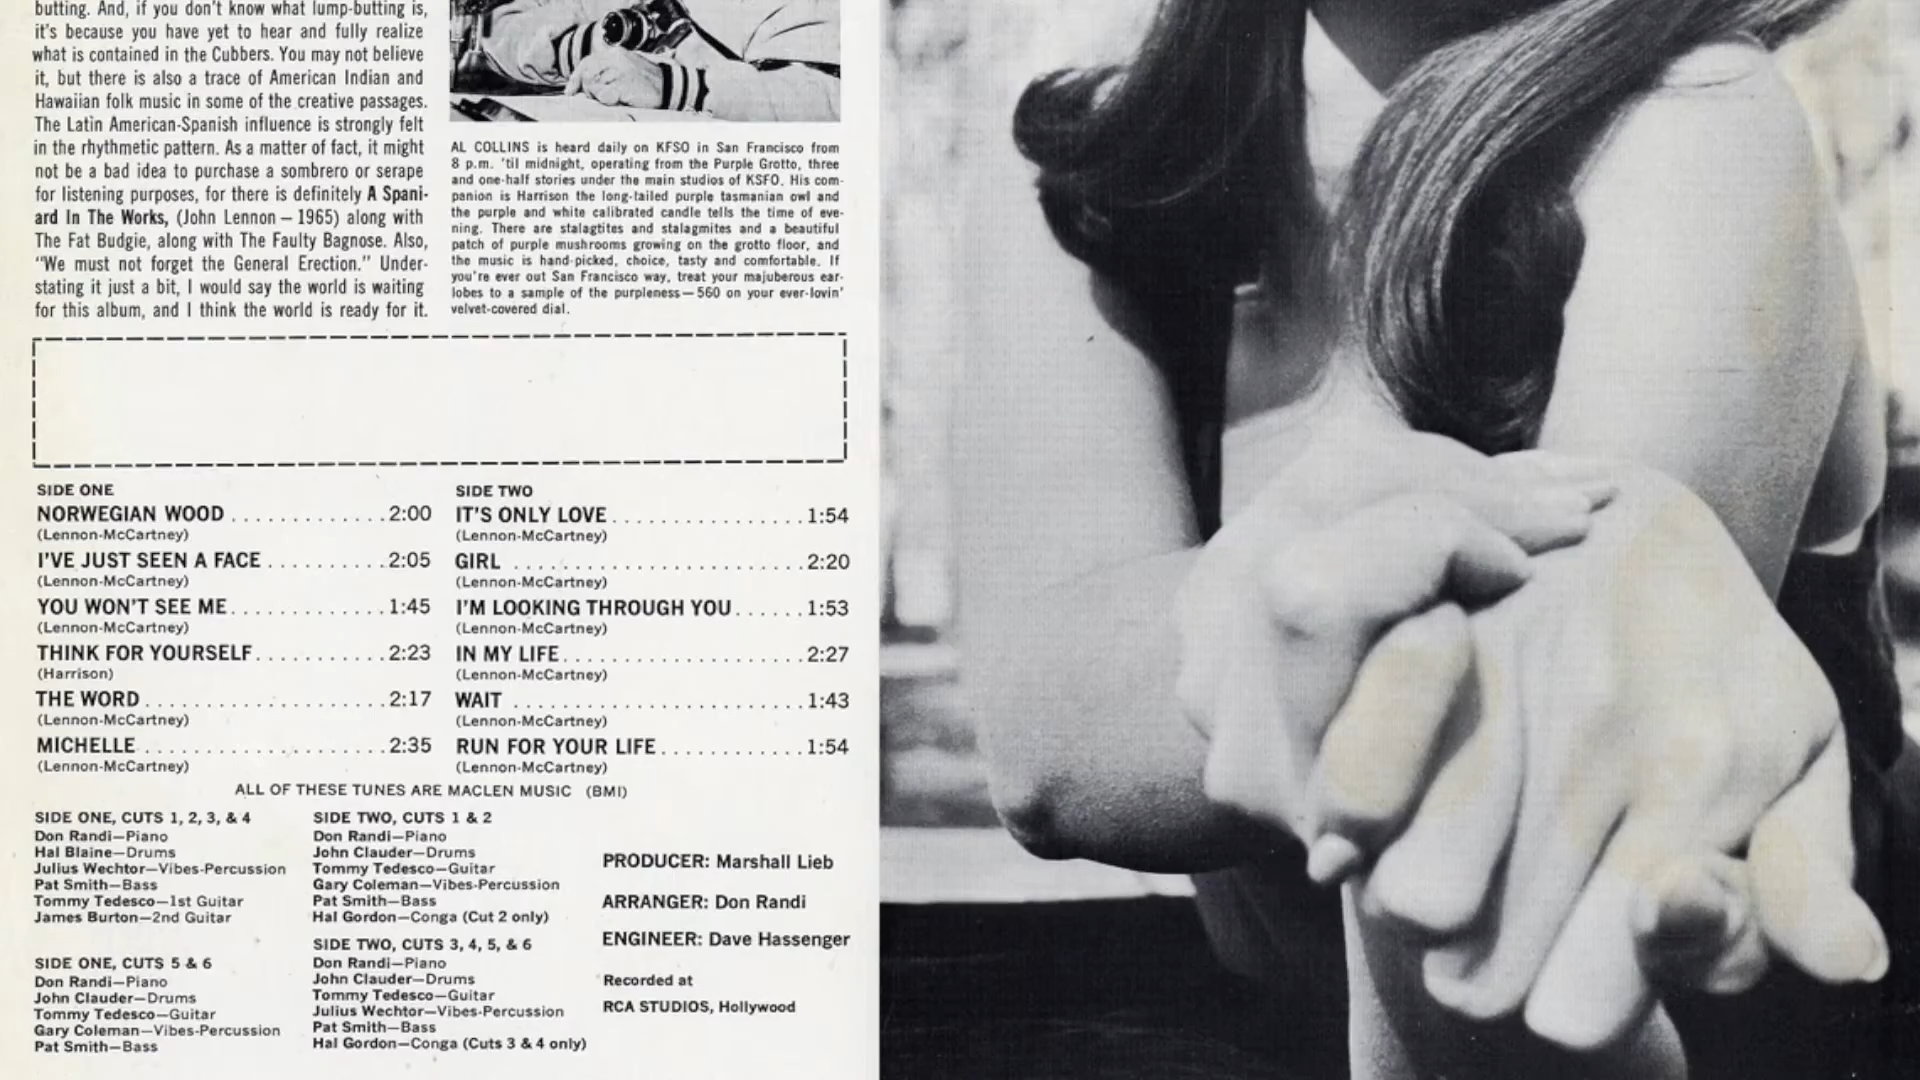 butting. And, if you don't know what lump-butting is,
it's because you have yet to hear and fully realize
what is contained in the Cubbers. You may not believe
it, but there is also a trace of American Indian and
Hawaiian folk music in some of the creative passages.
The Latin American-Spanish influence is strongly felt
in the rhythmetic pattern. As a matter of fact, it might
not be a bad idea to purchase a sombrero or serape
for listening purposes, for there is definitely A Spani-
ard In The Works, (John Lennon – 1965) along with
The Fat Budgie, along with The Faulty Bagnose. Also,
"We must not forget the General Erection." Under-
stating it just a bit, I would say the world is waiting
for this album, and I think the world is ready for it.
AL COLLINS is heard daily on KFSO in San Francisco from
8 p.m. 'til midnight, operating from the Purple Grotto, three
and one-half stories under the main studios of KSFO. His com-
panion is Harrison the long-tailed purple tasmanian owl and
the purple and white calibrated candle tells the time of eve-
ning. There are stalagtites and stalagmites and a beautiful
patch of purple mushrooms growing on the grotto floor, and
the music is hand-picked, choice, tasty and comfortable. If
you're ever out San Francisco way, treat your majuberous ear-
lobes to a sample of the purpleness—560 on your ever-lovin'
velvet-covered dial.
SIDE ONE
NORWEGIAN WOOD . . . . . . . . . . . . . 2:00
(Lennon-McCartney)
I'VE JUST SEEN A FACE . . . . . . . . . . 2:05
(Lennon-McCartney)
YOU WON'T SEE ME . . . . . . . . . . . . . 1:45
(Lennon-McCartney)
THINK FOR YOURSELF . . . . . . . . . . . 2:23
(Harrison)
THE WORD . . . . . . . . . . . . . . . . . . . . 2:17
(Lennon-McCartney)
MICHELLE . . . . . . . . . . . . . . . . . . . . 2:35
(Lennon-McCartney)
SIDE TWO
IT'S ONLY LOVE . . . . . . . . . . . . . . . . 1:54
(Lennon-McCartney)
GIRL . . . . . . . . . . . . . . . . . . . . . . . . 2:20
(Lennon-McCartney)
I'M LOOKING THROUGH YOU . . . . . . 1:53
(Lennon-McCartney)
IN MY LIFE . . . . . . . . . . . . . . . . . . . . 2:27
(Lennon-McCartney)
WAIT . . . . . . . . . . . . . . . . . . . . . . . . 1:43
(Lennon-McCartney)
RUN FOR YOUR LIFE . . . . . . . . . . . . 1:54
(Lennon-McCartney)
ALL OF THESE TUNES ARE MACLEN MUSIC (BMI)
SIDE ONE, CUTS 1, 2, 3, & 4
Don Randi—Piano
Hal Blaine—Drums
Julius Wechtor—Vibes-Percussion
Pat Smith—Bass
Tommy Tedesco—1st Guitar
James Burton—2nd Guitar
SIDE ONE, CUTS 5 & 6
Don Randi—Piano
John Clauder—Drums
Tommy Tedesco—Guitar
Gary Coleman—Vibes-Percussion
Pat Smith—Bass
SIDE TWO, CUTS 1 & 2
Don Randi—Piano
John Clauder—Drums
Tommy Tedesco—Guitar
Gary Coleman—Vibes-Percussion
Pat Smith—Bass
Hal Gordon—Conga (Cut 2 only)
SIDE TWO, CUTS 3, 4, 5, & 6
Don Randi—Piano
John Clauder—Drums
Tommy Tedesco—Guitar
Julius Wechtor—Vibes-Percussion
Pat Smith—Bass
Hal Gordon—Conga (Cuts 3 & 4 only)
PRODUCER: Marshall Lieb
ARRANGER: Don Randi
ENGINEER: Dave Hassenger
Recorded at
RCA STUDIOS, Hollywood